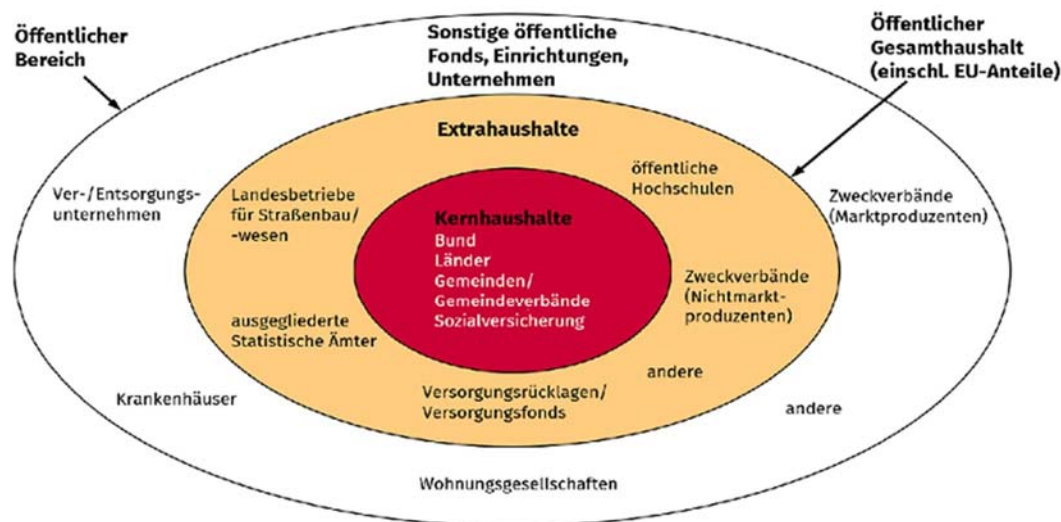 Öffentlicher
Bereich
Sonstige öffentliche
Fonds, Einrichtungen,
Unternehmen
Öffentlicher
Gesamthaushalt
(einschl. EU-Anteile)
Extrahaushalte
öffentliche
Hochschulen
Ver-/Entsorgungs-
unternehmen
Landesbetriebe
für Straßenbau/
-wesen
Zweckverbände
(Marktproduzenten)
Kernhaushalte
Bund
Länder
Gemeinden/
Gemeindeverbände
Sozialversicherung
Zweckverbände
(Nichtmarkt-
produzenten)
ausgegliederte
Statistische Ämter
andere
Krankenhäuser
Versorgungsrücklagen/
Versorgungsfonds
andere
Wohnungsgesellschaften